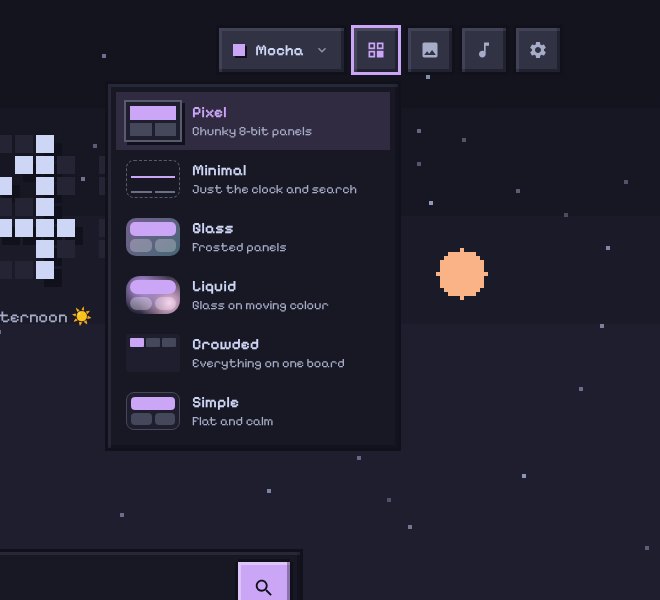 Mocha
Pixel
Chunky 8-bit panels
Minimal
Just the clock and search
Glass
Frosted panels
Liquid
Glass on moving colour
Crowded
Everything on one board
Simple
Flat and calm
4
ternoon ☀️